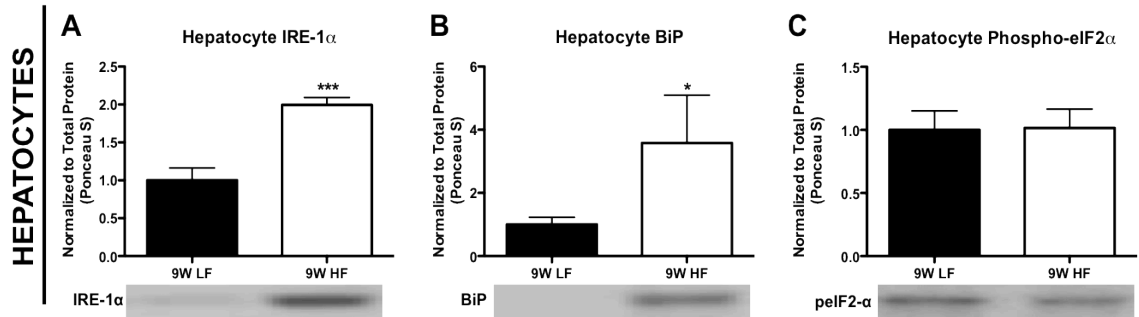 HEPATOCYTES
A
Hepatocyte IRE-1α
Normalized to Total Protein
(Ponceau S)
2.5
2.0
1.5
1.0
0.5
0.0
***
9W LF 9W HF
IRE-1α
B
Hepatocyte BiP
Normalized to Total Protein
(Ponceau S)
6
4
2
0
*
9W LF 9W HF
BiP
C
Hepatocyte Phospho-eIF2α
Normalized to Total Protein
(Ponceau S)
1.5
1.0
0.5
0.0
9W LF 9W HF
peIF2-α